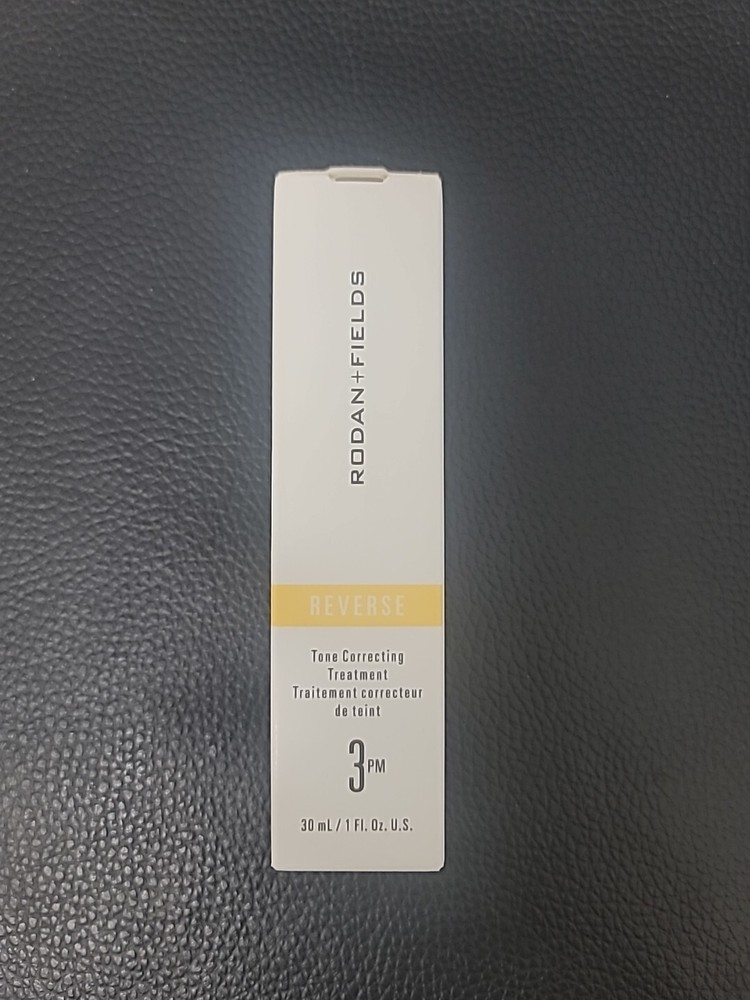 RODAN+FIELDS
REVERSE
Tone Correcting
Treatment
Traitement correcteur
de teint
3PM
30 mL / 1 Fl. Oz. U.S.